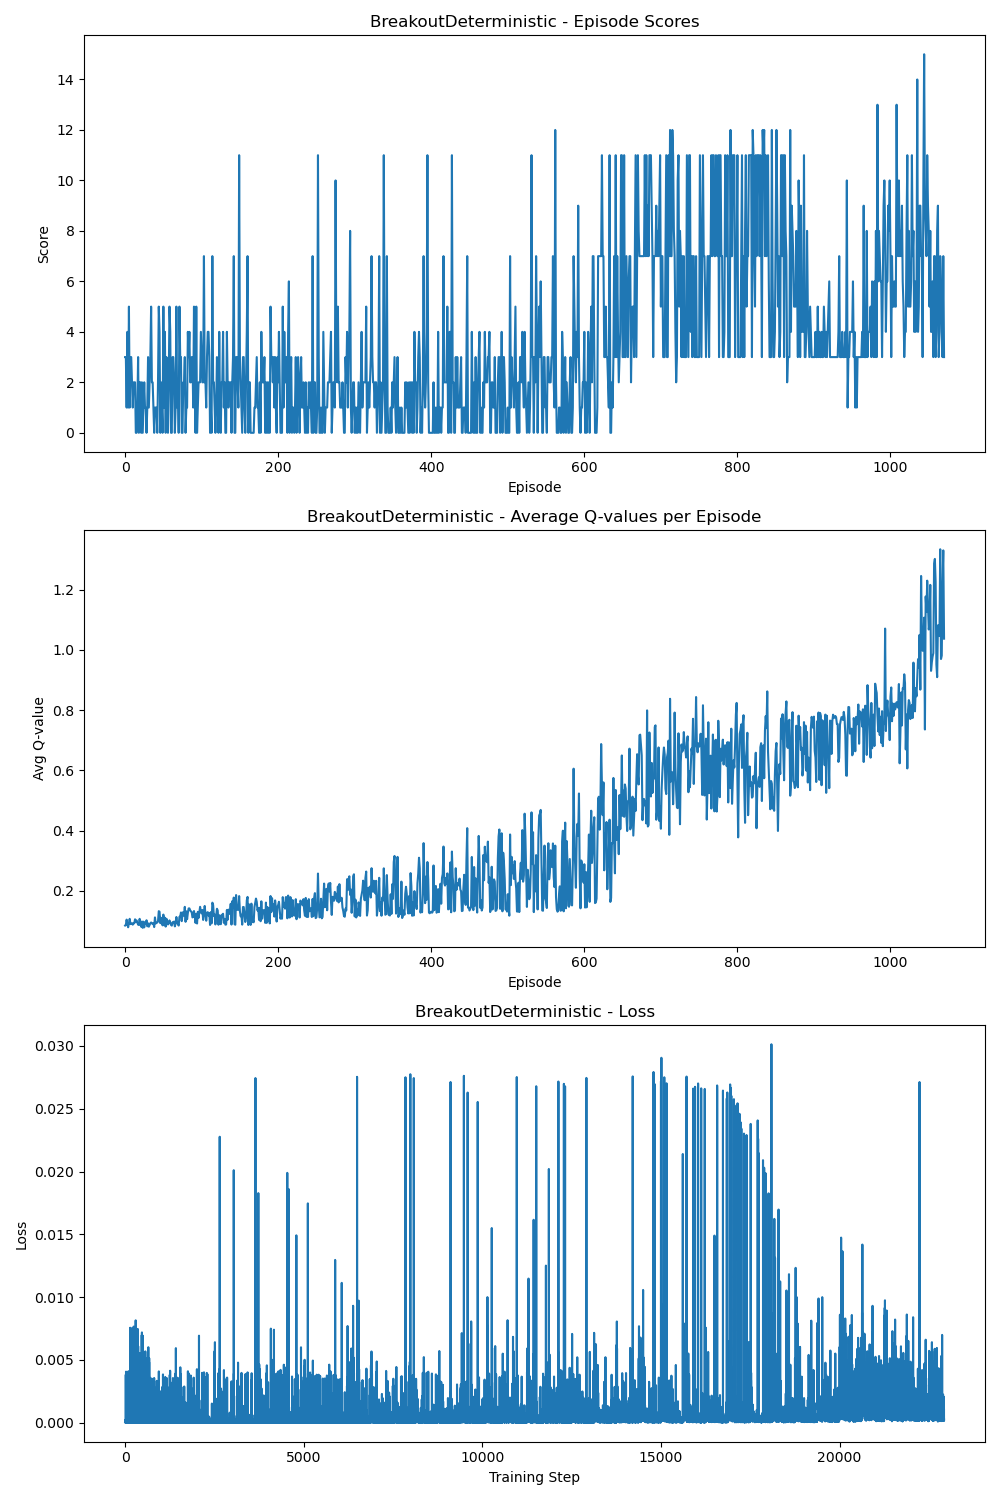 BreakoutDeterministic - Episode Scores
14
12
10
8
6
4
2
0
Score
0 200 400 600 800 1000
Episode
BreakoutDeterministic - Average Q-values per Episode
1.2
1.0
0.8
0.6
0.4
0.2
Avg Q-value
0 200 400 600 800 1000
Episode
BreakoutDeterministic - Loss
0.030
0.025
0.020
0.015
0.010
0.005
0.000
Loss
0 5000 10000 15000 20000
Training Step